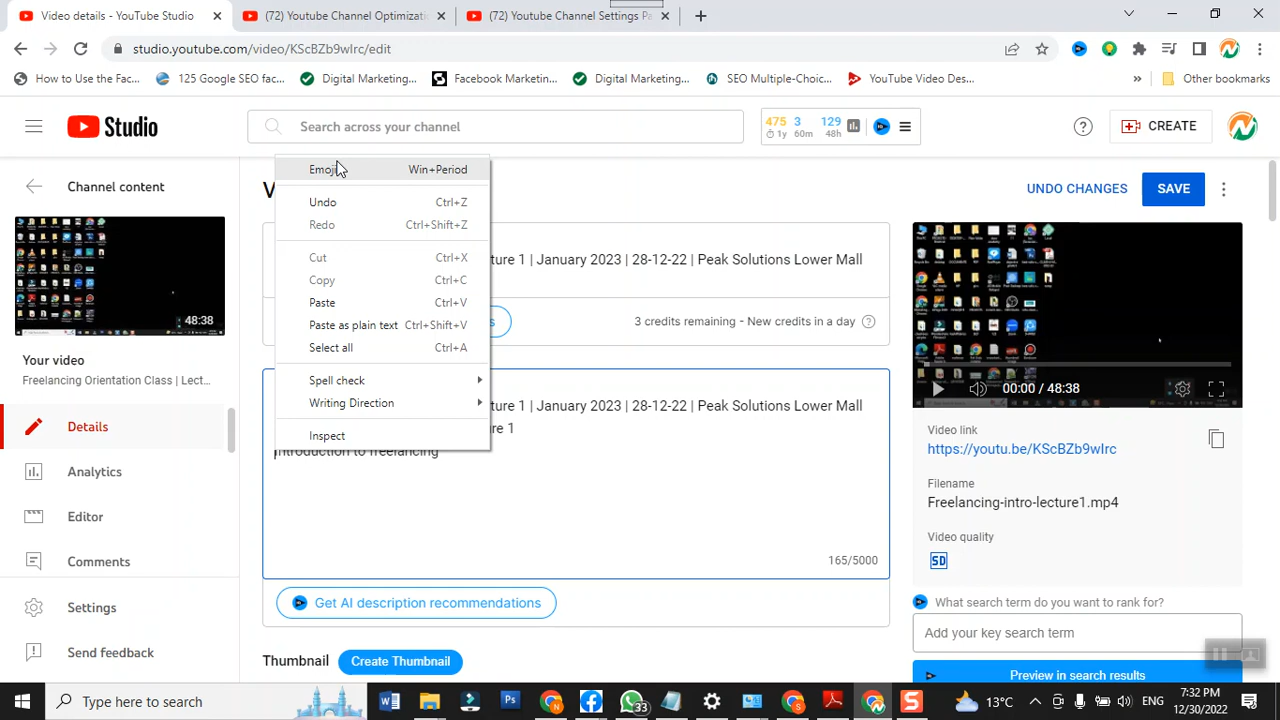 Video details - YouTube Studio
(72) Youtube Channel Optimizati
(72) Youtube Channel Settings Pa
studio.youtube.com/video/KScBZb9wIrc/edit
How to Use the Fac...
125 Google SEO fac...
Digital Marketing...
Facebook Marketin...
Digital Marketing...
SEO Multiple-Choic...
YouTube Video Des...
Other bookmarks
Studio
Search across your channel
475 3 129
1y 60m 48h
CREATE
Channel content
48:38
Your video
Freelancing Orientation Class | Lect...
Details
Analytics
Editor
Comments
Settings
Send feedback
V
Emoji Win+Period
Undo Ctrl+Z
Redo Ctrl+Shift+Z
Cut Ctrl+X
Copy
Paste Ctrl+V
Paste as plain text Ctrl+Shift+V
Select all Ctrl+A
Spell check
Writing Direction
Inspect
UNDO CHANGES
SAVE
ture 1 | January 2023 | 28-12-22 | Peak Solutions Lower Mall
s
3 credits remaining - New credits in a day
ture 1 | January 2023 | 28-12-22 | Peak Solutions Lower Mall
re 1
Introduction to freelancing
165/5000
Get AI description recommendations
Thumbnail
Create Thumbnail
00:00 / 48:38
Video link
https://youtu.be/KScBZb9wIrc
Filename
Freelancing-intro-lecture1.mp4
Video quality
SD
What search term do you want to rank for?
Add your key search term
Preview in search results
Type here to search
33
13°C
ENG
7:32 PM
12/30/2022